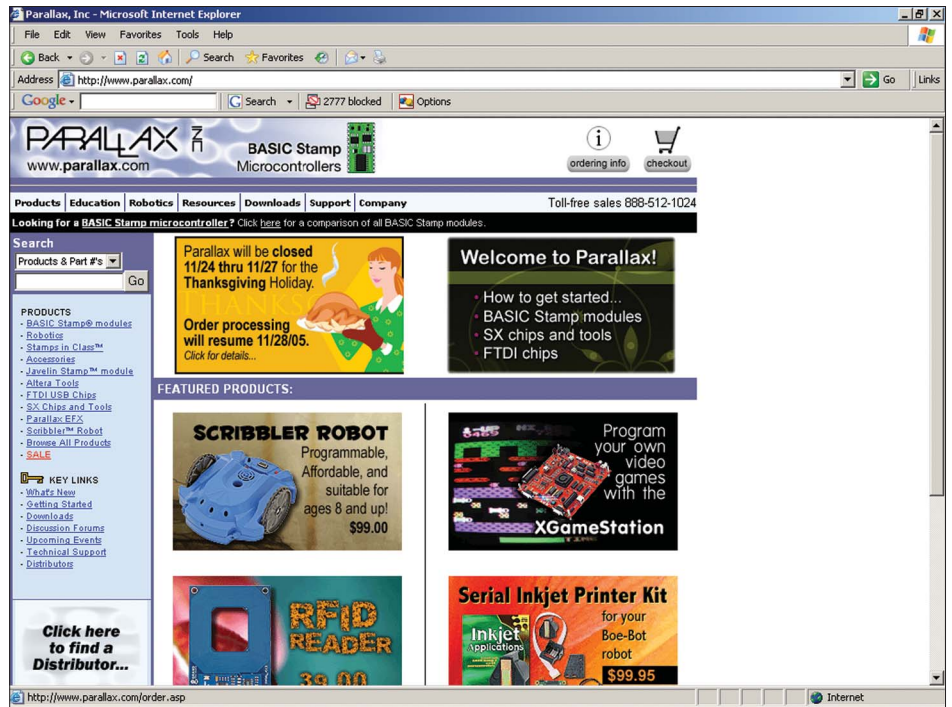 Parallax, Inc - Microsoft Internet Explorer
File Edit View Favorites Tools Help
Back Search Favorites
Address http://www.parallax.com/ Go Links
Google Search 2777 blocked Options
PARALLAX INC
www.parallax.com
BASIC Stamp
Microcontrollers
i
ordering info checkout
Products Education Robotics Resources Downloads Support Company Toll-free sales 888-512-1024
Looking for a BASIC Stamp microcontroller? Click here for a comparison of all BASIC Stamp modules.
Search
Products & Part #'s
Go
PRODUCTS
- BASIC Stamp® modules
- Robotics
- Stamps in Class™
- Accessories
- Javelin Stamp™ module
- Altera Tools
- FTDI USB Chips
- SX Chips and Tools
- Parallax EFX
- Scribbler™ Robot
- Browse All Products
- SALE
KEY LINKS
- What's New
- Getting Started
- Downloads
- Discussion Forums
- Upcoming Events
- Technical Support
- Distributors
Click here
to find a
Distributor...
Parallax will be closed
11/24 thru 11/27 for the
Thanksgiving Holiday.
THANKS
Order processing
will resume 11/28/05.
Click for details...
Welcome to Parallax!
• How to get started...
• BASIC Stamp modules
• SX chips and tools
• FTDI chips
FEATURED PRODUCTS:
SCRIBBLER ROBOT
Programmable,
Affordable, and
suitable for
ages 8 and up!
$99.00
Program
your own
video
games
with the
XGameStation
RFID
READER
39.00
Serial Inkjet Printer Kit
Inkjet
Applications
for your
Boe-Bot
robot
$99.95
http://www.parallax.com/order.asp Internet